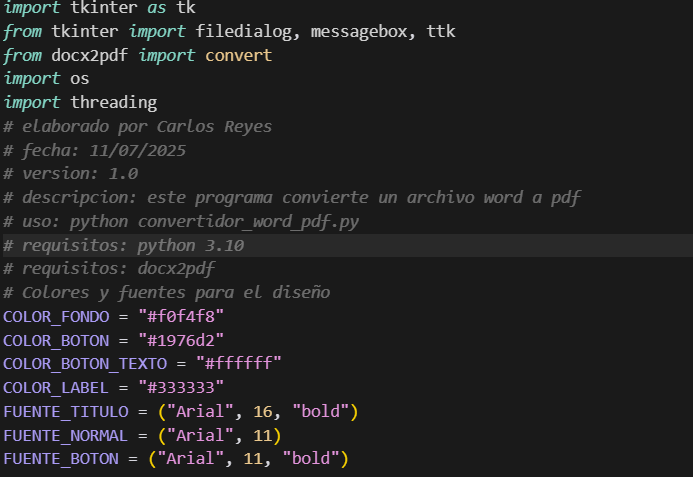 import tkinter as tk
from tkinter import filedialog, messagebox, ttk
from docx2pdf import convert
import os
import threading
# elaborado por Carlos Reyes
# fecha: 11/07/2025
# version: 1.0
# descripcion: este programa convierte un archivo word a pdf
# uso: python convertidor_word_pdf.py
# requisitos: python 3.10
# requisitos: docx2pdf
# Colores y fuentes para el diseño
COLOR_FONDO = "#f0f4f8"
COLOR_BOTON = "#1976d2"
COLOR_BOTON_TEXTO = "#ffffff"
COLOR_LABEL = "#333333"
FUENTE_TITULO = ("Arial", 16, "bold")
FUENTE_NORMAL = ("Arial", 11)
FUENTE_BOTON = ("Arial", 11, "bold")